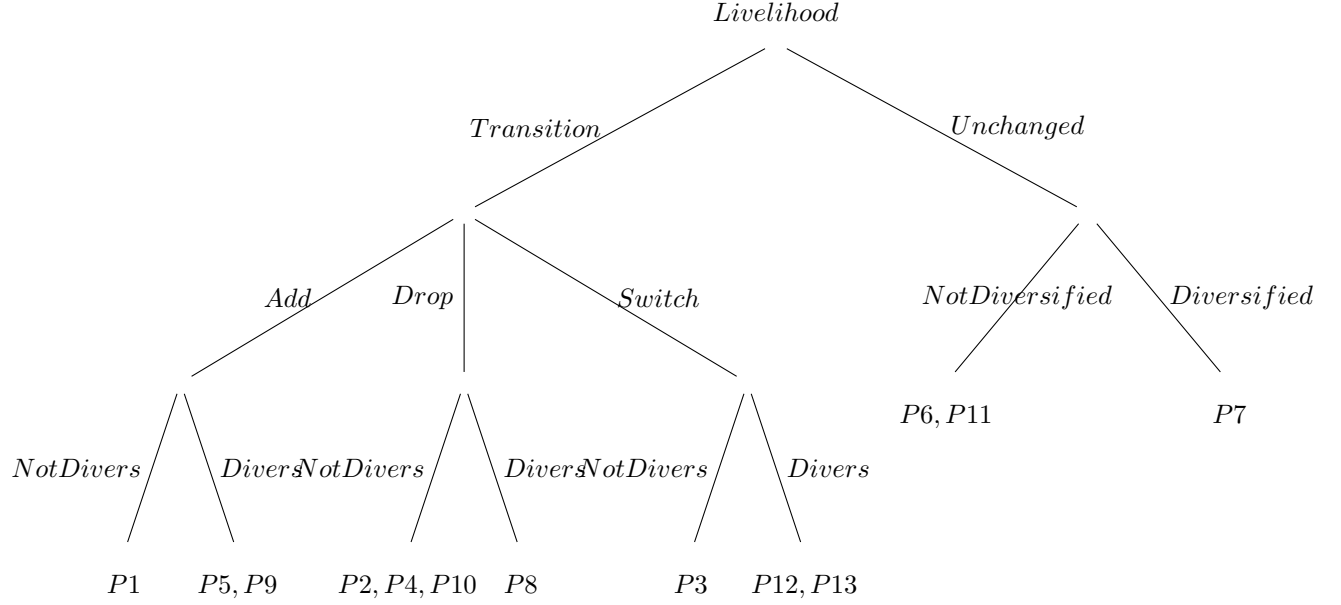 Livelihood
Transition
Unchanged
Add
Drop
Switch
NotDiversified
Diversified
P6, P11
P7
NotDivers
Divers
NotDivers
Divers
NotDivers
Divers
P1
P5, P9
P2, P4, P10
P8
P3
P12, P13